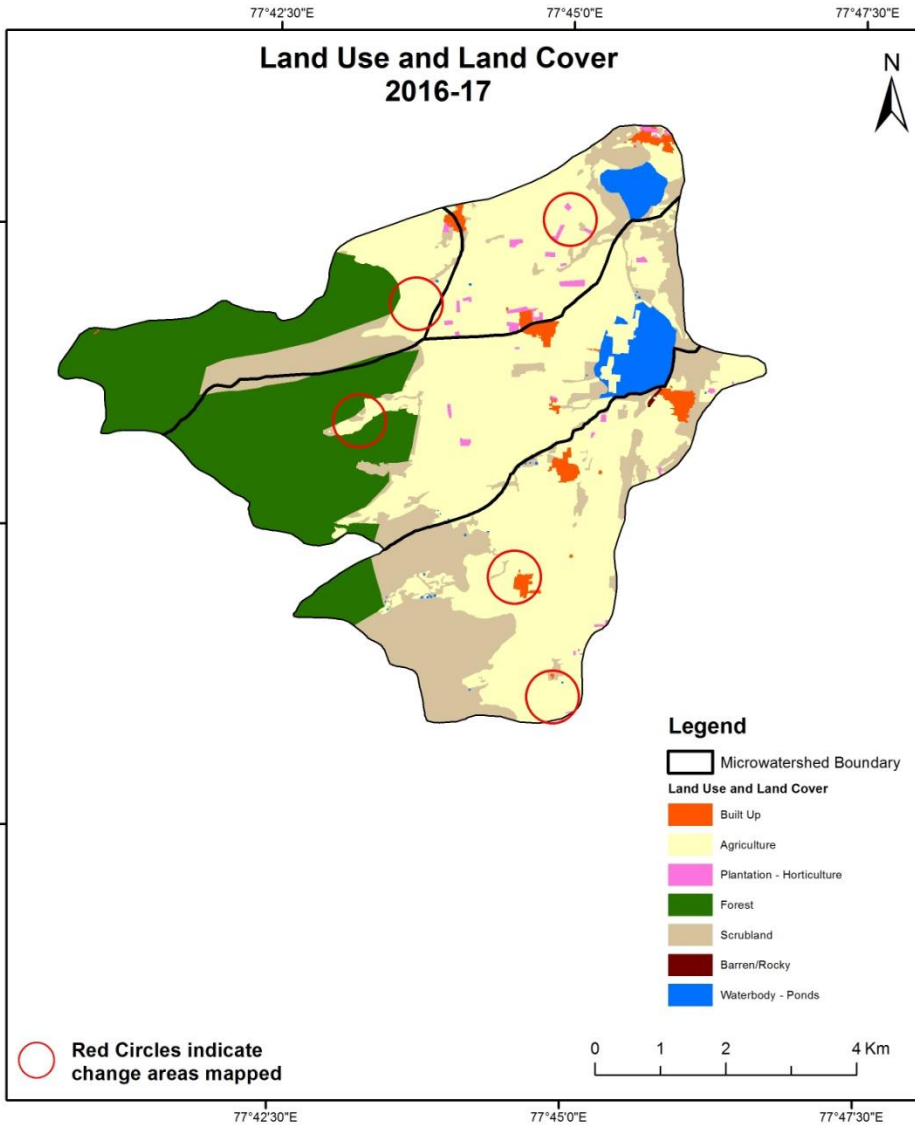 77°42'30"E 77°45'0"E 77°47'30"E
Land Use and Land Cover
2016-17
N
Legend
Microwatershed Boundary
Land Use and Land Cover
Built Up
Agriculture
Plantation - Horticulture
Forest
Scrubland
Barren/Rocky
Waterbody - Ponds
Red Circles indicate
change areas mapped
0 1 2 4 Km
77°42'30"E 77°45'0"E 77°47'30"E